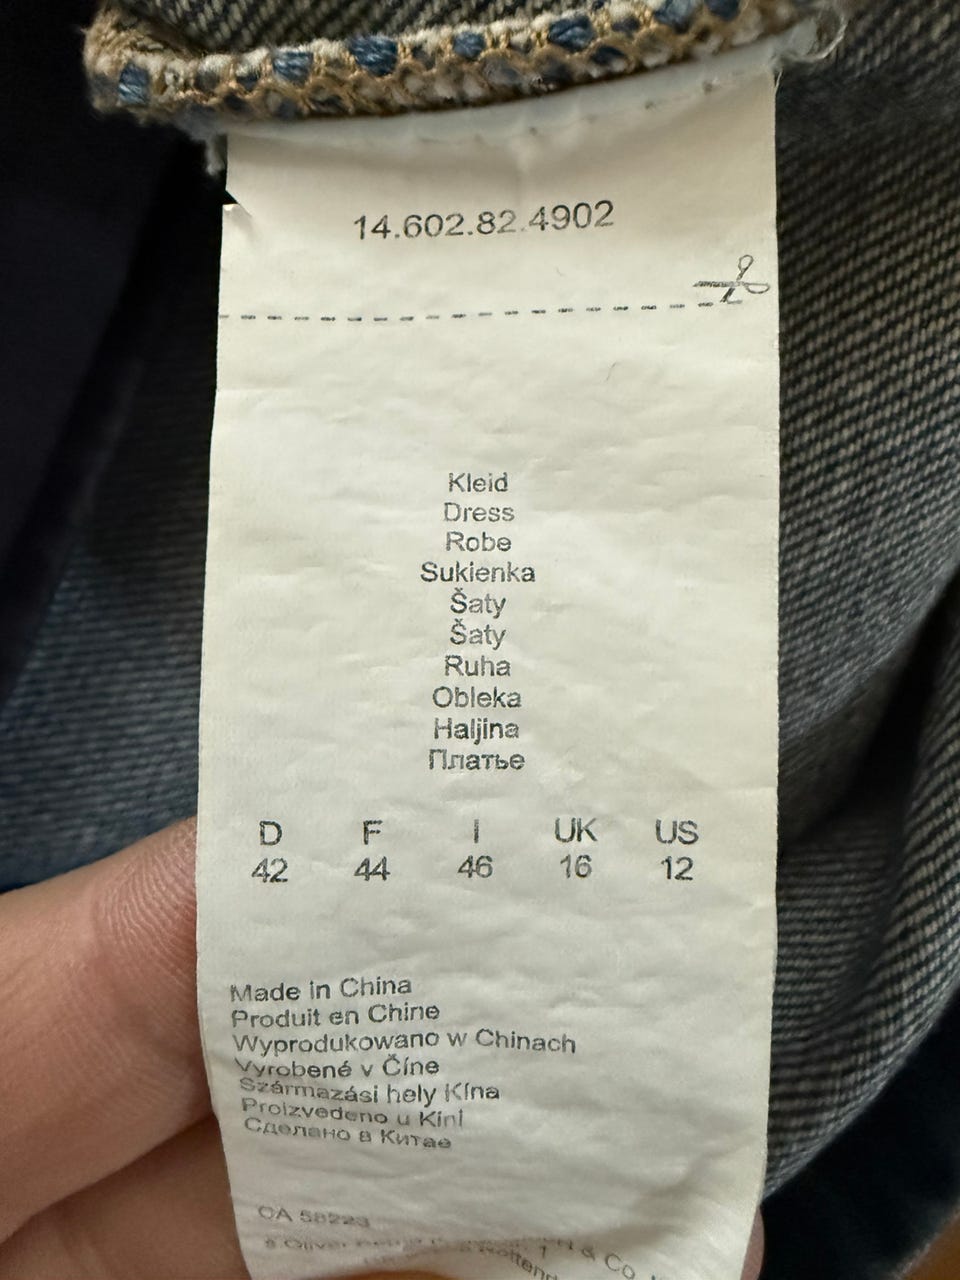 14.602.82.4902
Kleid
Dress
Robe
Sukienka
Šaty
Šaty
Ruha
Obleka
Haljina
Платье
D F I UK US
42 44 46 16 12
Made in China
Produit en Chine
Wyprodukowano w Chinach
Vyrobené v Číne
Származási hely Kína
Proizvedeno u Kini
Сделано в Китае
CA 58223
s.Oliver & Co